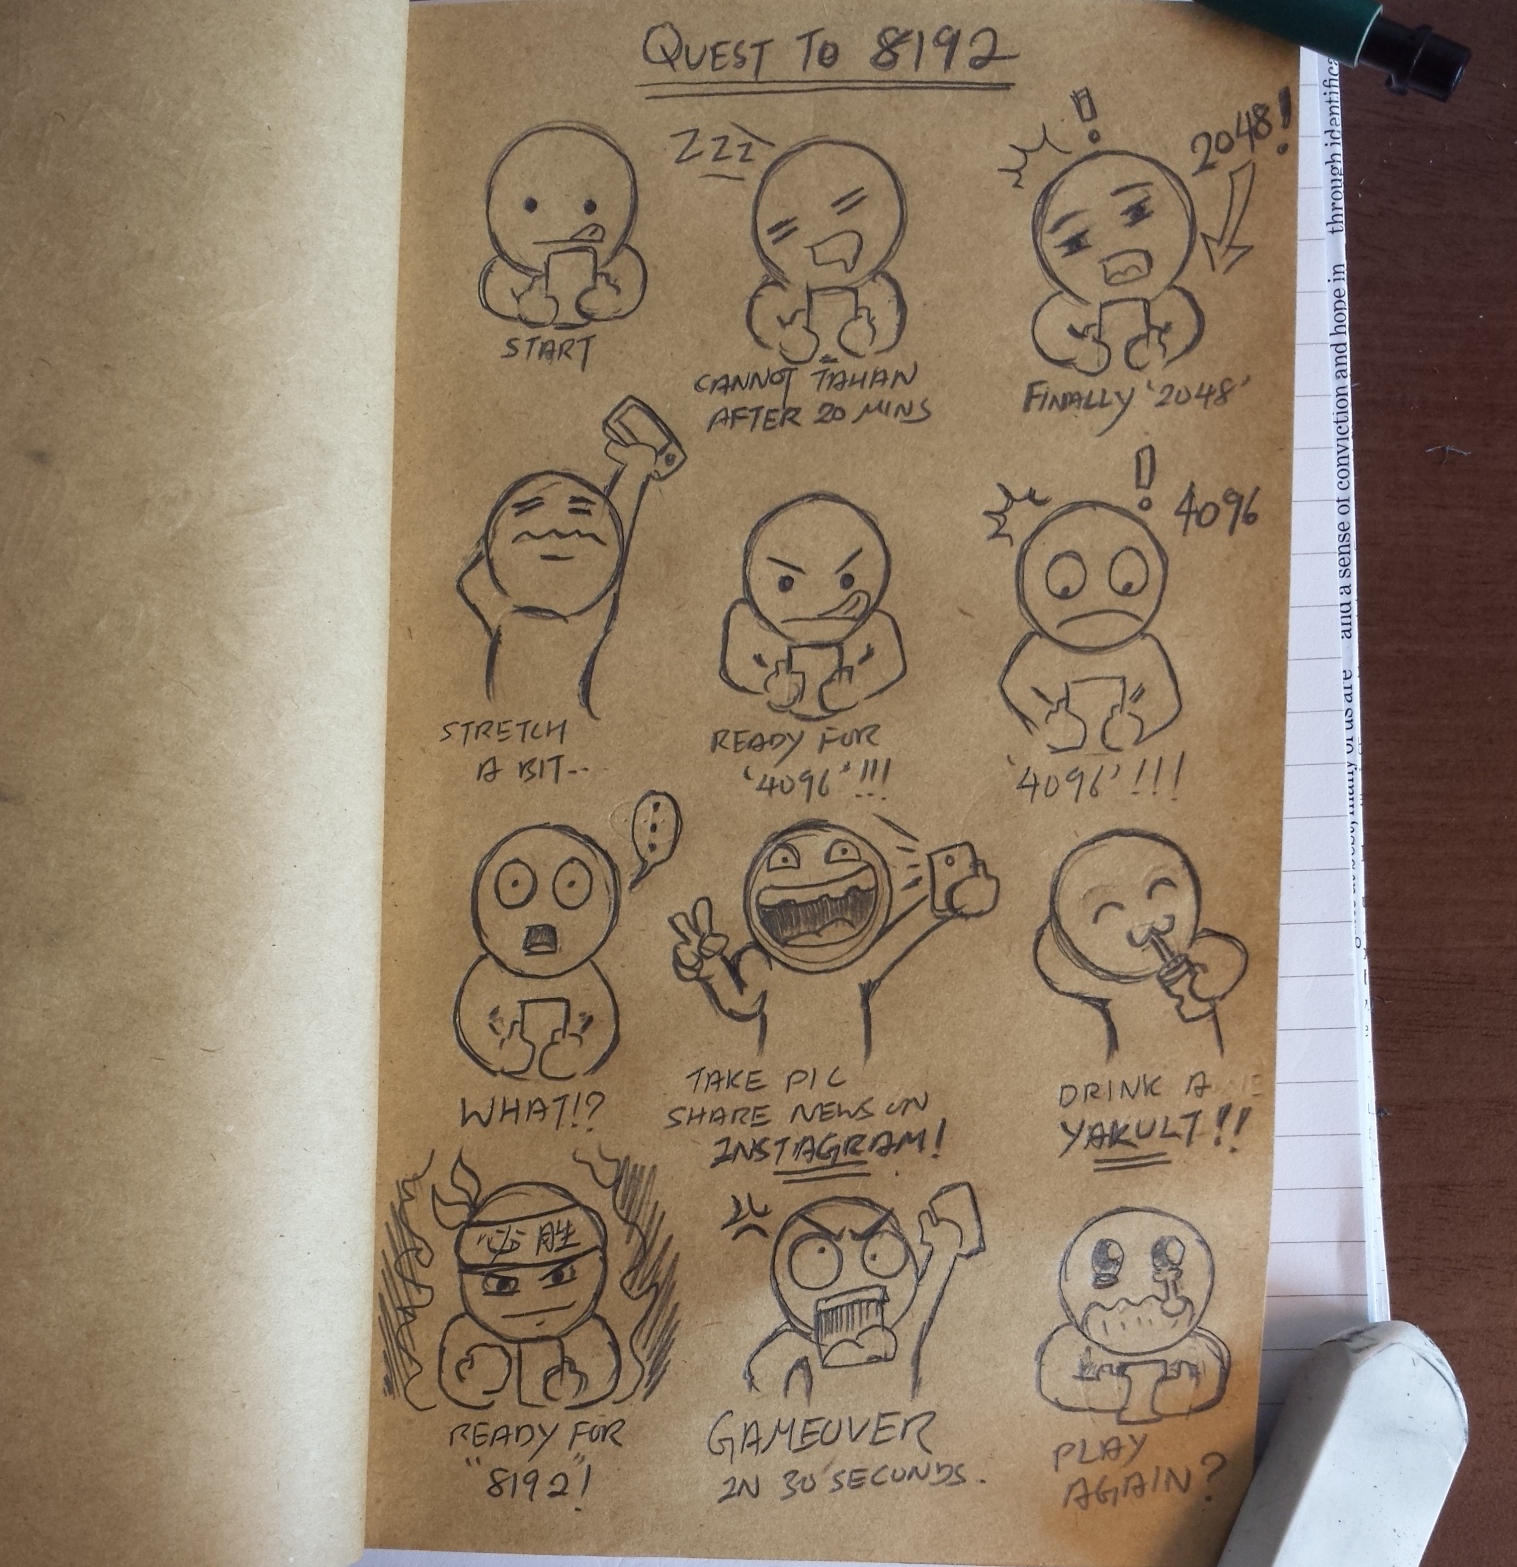 QUEST TO 8192
Zzz
!
2048!
START
CANNOT TAHAN
AFTER 20 MINS
FINALLY '2048'
!
4096
STRETCH
A BIT...
READY FOR
'4096'!!!
'4096'!!!
...
WHAT!?
TAKE PIC
SHARE NEWS ON
INSTAGRAM!
DRINK A
YAKULT!!
必胜
READY FOR
"8192"!
GAMEOVER
IN 30 SECONDS.
PLAY
AGAIN?
through identifica
and hope in
and a sense of conviction
many of us are